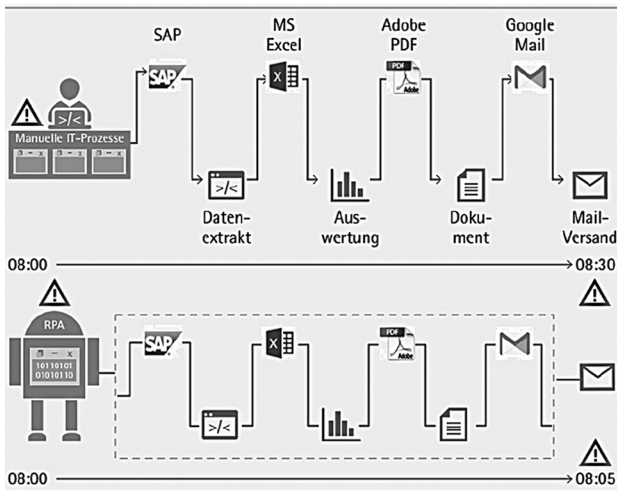 SAP
MS
Excel
Adobe
PDF
Google
Mail
SAP
X
PDF
Adobe
>/<
Manuelle IT-Prozesse
>/<
Daten-
extrakt
Aus-
wertung
Doku-
ment
Mail-
Versand
08:00
08:30
RPA
10110101
01010110
SAP
X
PDF
Adobe
>/<
08:00
08:05